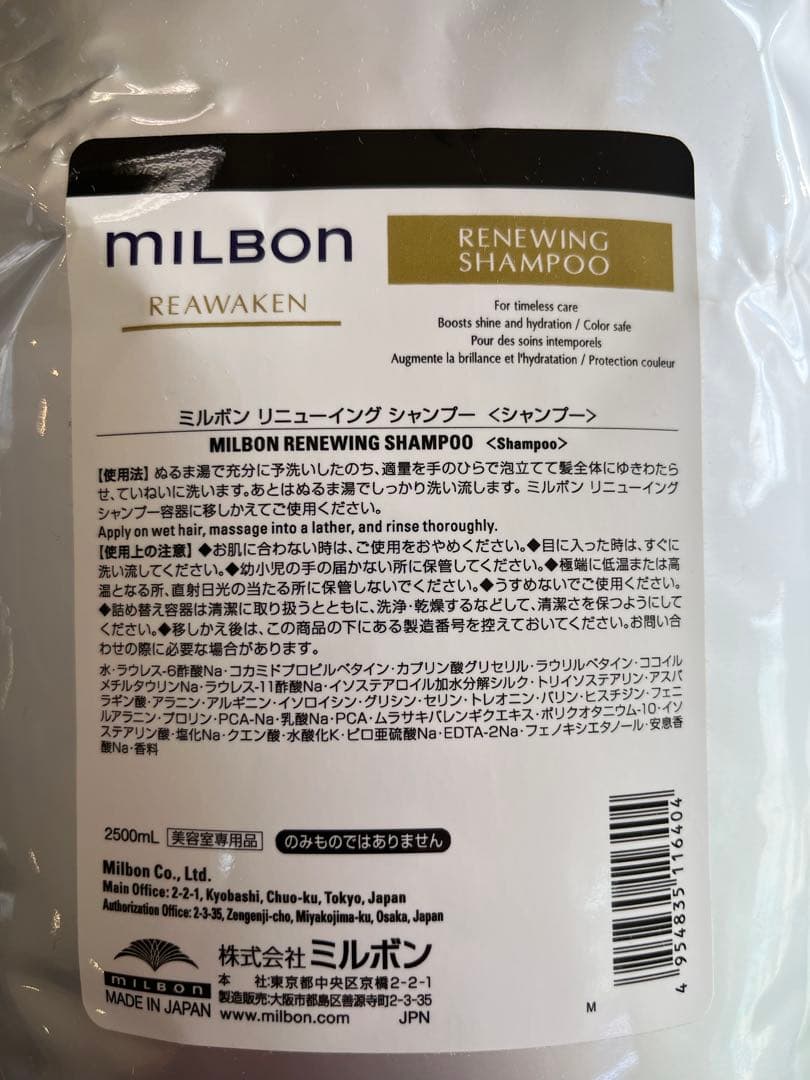 MILBON
REAWAKEN
RENEWING
SHAMPOO
For timeless care
Boosts shine and hydration / Color safe
Pour des soins intemporels
Augmente la brillance et l'hydratation / Protection couleur
ミルボン リニューイング シャンプー <シャンプー>
MILBON RENEWING SHAMPOO <Shampoo>
【使用法】ぬるま湯で充分に予洗いしたのち、適量を手のひらで泡立てて髪全体にゆきわたら
せ、ていねいに洗います。あとはぬるま湯でしっかり洗い流します。ミルボン リニューイング
シャンプー容器に移しかえてご使用ください。
Apply on wet hair, massage into a lather, and rinse thoroughly.
【使用上の注意】◆お肌に合わない時は、ご使用をおやめください。◆目に入った時は、すぐに
洗い流してください。◆幼小児の手の届かない所に保管してください。◆極端に低温または高
温となる所、直射日光の当たる所に保管しないでください。◆うすめないでご使用ください。
◆詰め替え容器は清潔に取り扱うとともに、洗浄・乾燥するなどして、清潔さを保つようにして
ください。◆移しかえ後は、この商品の下にある製造番号を控えておいてください。お問い合
わせの際に必要な場合があります。
水・ラウレス-6酢酸Na・コカミドプロピルベタイン・カプリン酸グリセリル・ラウリルベタイン・ココイル
メチルタウリンNa・ラウレス-11酢酸Na・イソステアロイル加水分解シルク・トリイソステアリン・アスパ
ラギン酸・アラニン・アルギニン・イソロイシン・グリシン・セリン・トレオニン・バリン・ヒスチジン・フェニ
ルアラニン・プロリン・PCA-Na・乳酸Na・PCA・ムラサキバレンギクエキス・ポリクオタニウム-10・イソ
ステアリン酸・塩化Na・クエン酸・水酸化K・ピロ亜硫酸Na・EDTA-2Na・フェノキシエタノール・安息香
酸Na・香料
2500mL 美容室専用品 のみものではありません
Milbon Co., Ltd.
Main Office: 2-2-1, Kyobashi, Chuo-ku, Tokyo, Japan
Authorization Office: 2-3-35, Zengenji-cho, Miyakojima-ku, Osaka, Japan
MILBON
MADE IN JAPAN
株式会社 ミルボン
本 社:東京都中央区京橋2-2-1
製造販売:大阪市都島区善源寺町2-3-35
www.milbon.com JPN
M
4 954835 116404